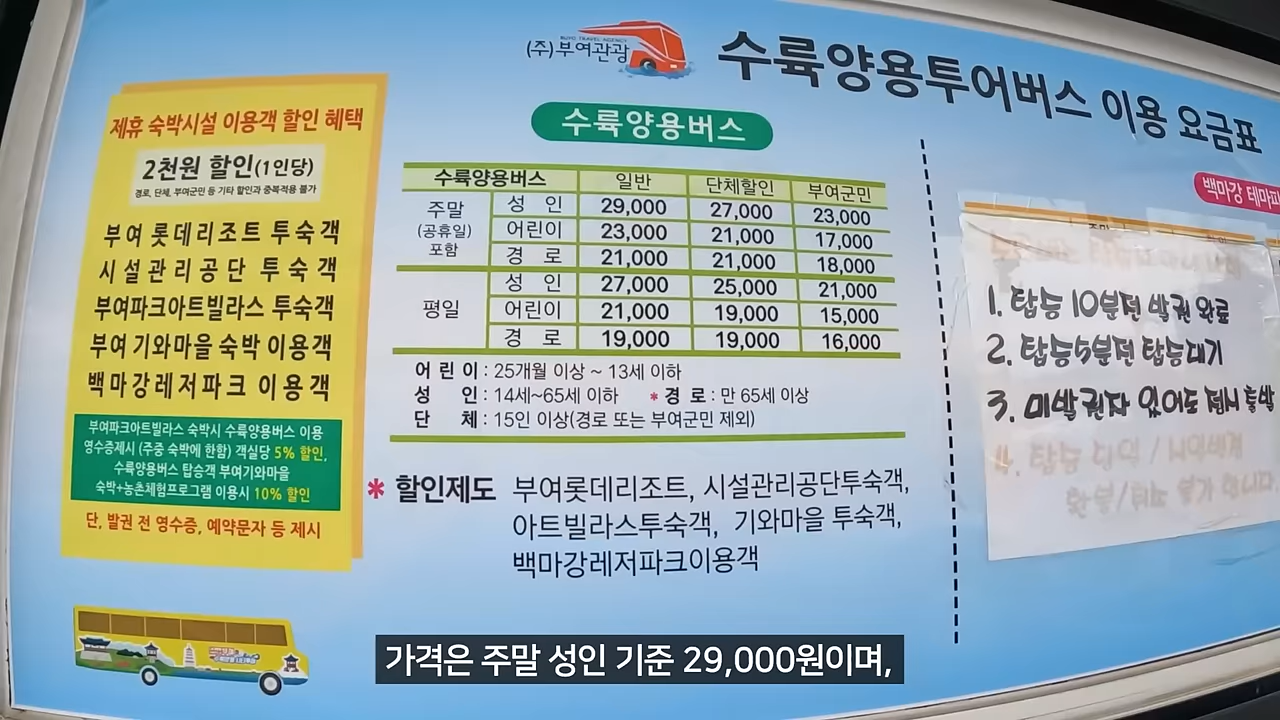 BUYO TRAVEL AGENCY
(주)부여관광
수륙양용투어버스 이용 요금표
제휴 숙박시설 이용객 할인 혜택
2천원 할인(1인당)
경로, 단체, 부여군민 등 기타 할인과 중복적용 불가
부여 롯데리조트 투숙객
시설관리공단 투숙객
부여파크아트빌라스 투숙객
부여 기와마을 숙박 이용객
백마강레저파크 이용객
부여파크아트빌라스 숙박시 수륙양용버스 이용
영수증제시 (주중 숙박에 한함) 객실당 5% 할인,
수륙양용버스 탑승객 부여기와마을
숙박+농촌체험프로그램 이용시 10% 할인
단, 발권 전 영수증, 예약문자 등 제시
수륙양용버스
수륙양용버스 일반 단체할인 부여군민
주말 (공휴일) 포함
성 인 29,000 27,000 23,000
어린이 23,000 21,000 17,000
경 로 21,000 21,000 18,000
평일
성 인 27,000 25,000 21,000
어린이 21,000 19,000 15,000
경 로 19,000 19,000 16,000
어 린 이 : 25개월 이상 ~ 13세 이하
성 인 : 14세~65세 이하 * 경 로 : 만 65세 이상
단 체 : 15인 이상(경로 또는 부여군민 제외)
* 할인제도 부여롯데리조트, 시설관리공단투숙객,
아트빌라스투숙객, 기와마을 투숙객,
백마강레저파크이용객
백마강
1. 탑승 10분전 발권 완료
2. 탑승5분전 탑승대기
3. 미발권자 있어도 정시 출발
가격은 주말 성인 기준 29,000원이며,